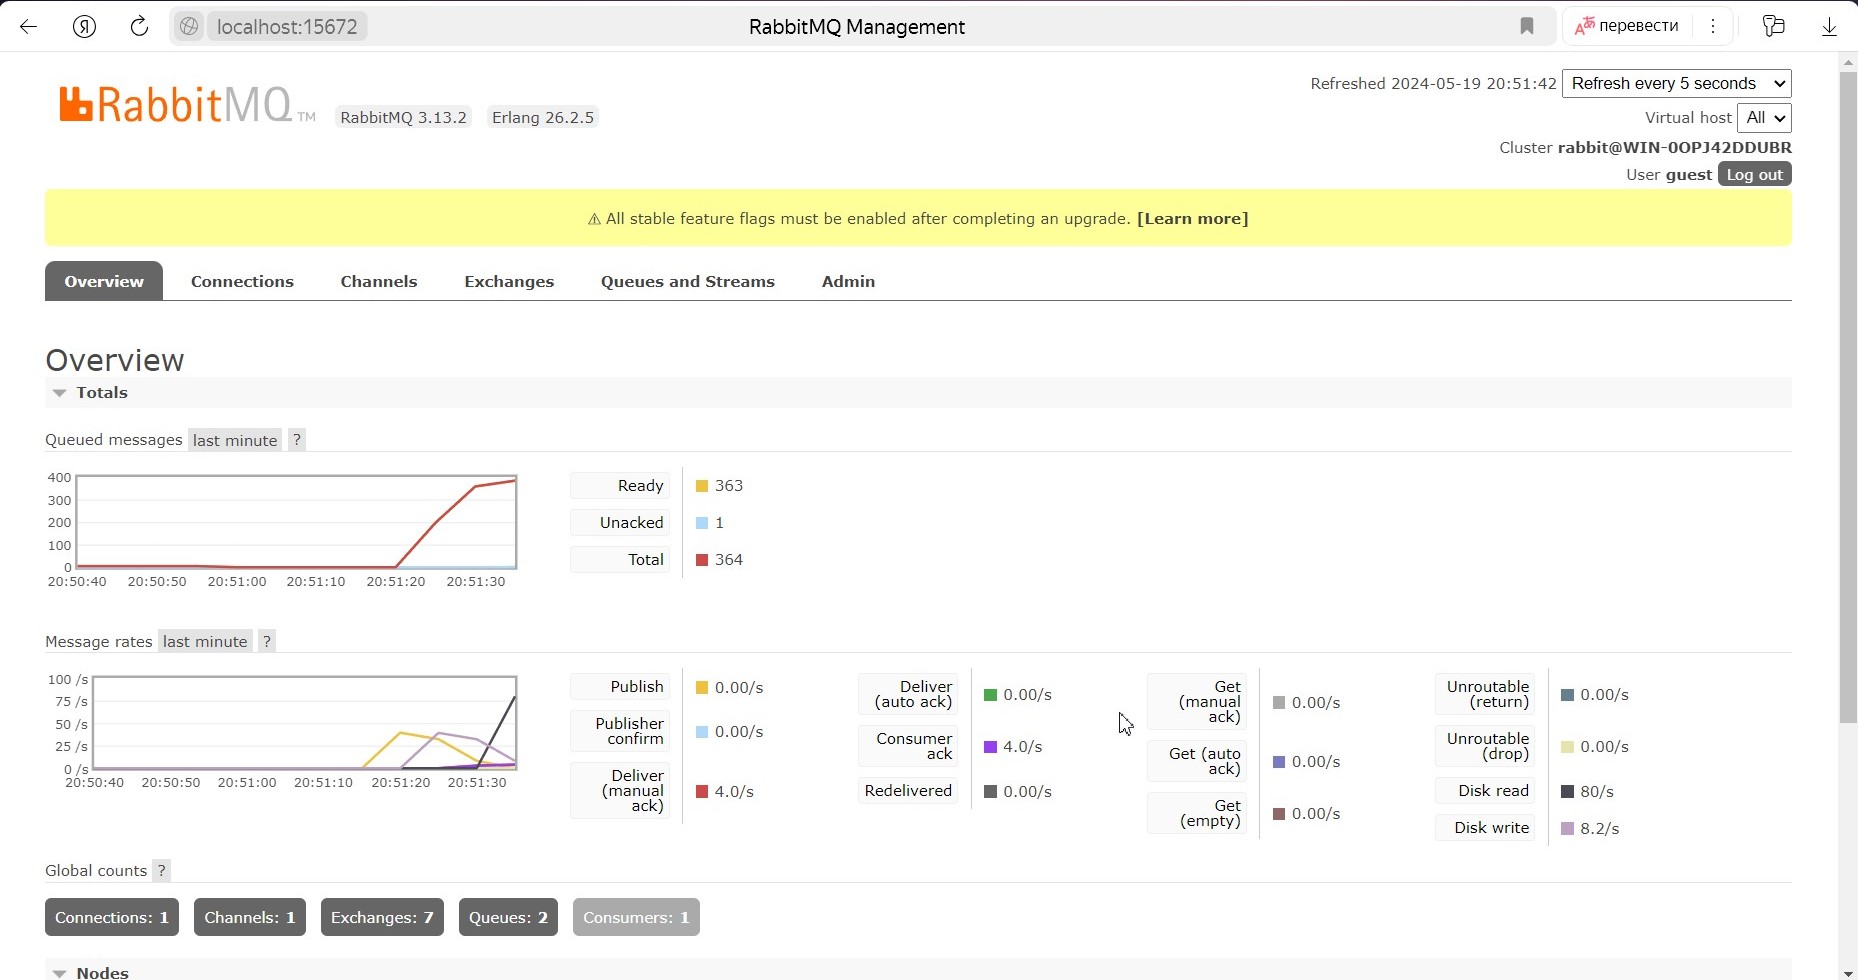 localhost:15672
RabbitMQ Management
перевести
RabbitMQ TM
RabbitMQ 3.13.2
Erlang 26.2.5
Refreshed 2024-05-19 20:51:42
Refresh every 5 seconds
Virtual host All
Cluster rabbit@WIN-0OPJ42DDUBR
User guest Log out
⚠ All stable feature flags must be enabled after completing an upgrade. [Learn more]
Overview Connections Channels Exchanges Queues and Streams Admin
Overview
Totals
Queued messages last minute ?
400
300
200
100
0
20:50:40 20:50:50 20:51:00 20:51:10 20:51:20 20:51:30
Ready 363
Unacked 1
Total 364
Message rates last minute ?
100 /s
75 /s
50 /s
25 /s
0 /s
20:50:40 20:50:50 20:51:00 20:51:10 20:51:20 20:51:30
Publish 0.00/s
Publisher
confirm 0.00/s
Deliver
(manual
ack) 4.0/s
Deliver
(auto ack) 0.00/s
Consumer
ack 4.0/s
Redelivered 0.00/s
Get
(manual
ack) 0.00/s
Get (auto
ack) 0.00/s
Get
(empty) 0.00/s
Unroutable
(return) 0.00/s
Unroutable
(drop) 0.00/s
Disk read 80/s
Disk write 8.2/s
Global counts ?
Connections: 1
Channels: 1
Exchanges: 7
Queues: 2
Consumers: 1
Nodes